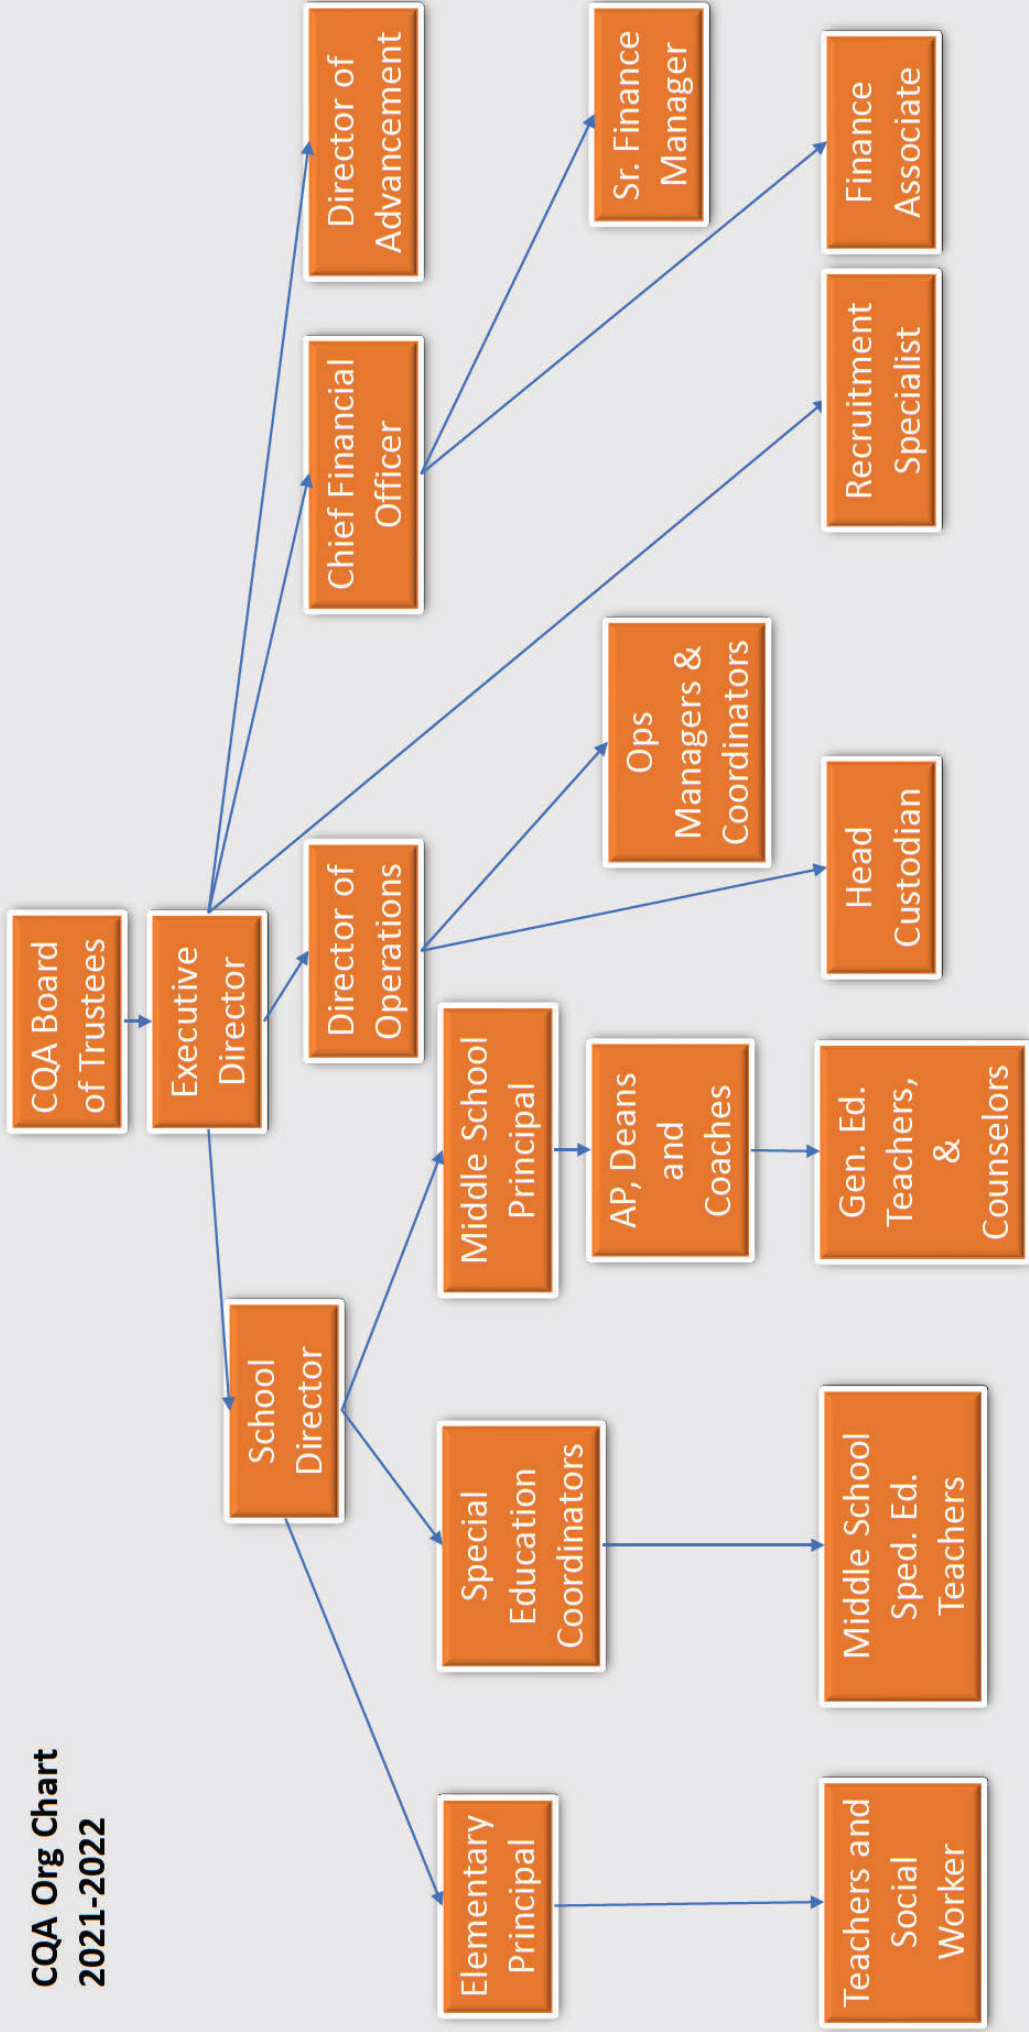 CQA Org Chart
2021-2022
CQA Board
of Trustees
Executive
Director
School
Director
Director of
Operations
Chief Financial
Officer
Director of
Advancement
Elementary
Principal
Special
Education
Coordinators
Middle School
Principal
AP, Deans
and
Coaches
Ops
Managers &
Coordinators
Sr. Finance
Manager
Teachers and
Social
Worker
Middle School
Sped. Ed.
Teachers
Gen. Ed.
Teachers,
&
Counselors
Head
Custodian
Recruitment
Specialist
Finance
Associate